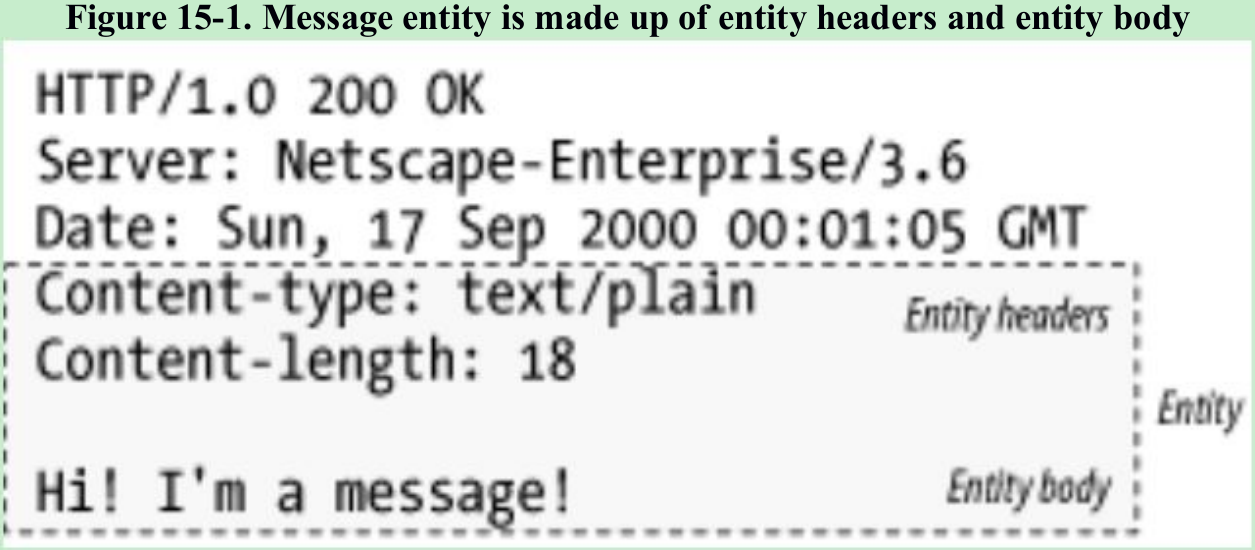 Figure 15-1. Message entity is made up of entity headers and entity body
HTTP/1.0 200 OK
Server: Netscape-Enterprise/3.6
Date: Sun, 17 Sep 2000 00:01:05 GMT
Content-type: text/plain
Entity headers
Content-length: 18
Entity
Hi! I'm a message!
Entity body